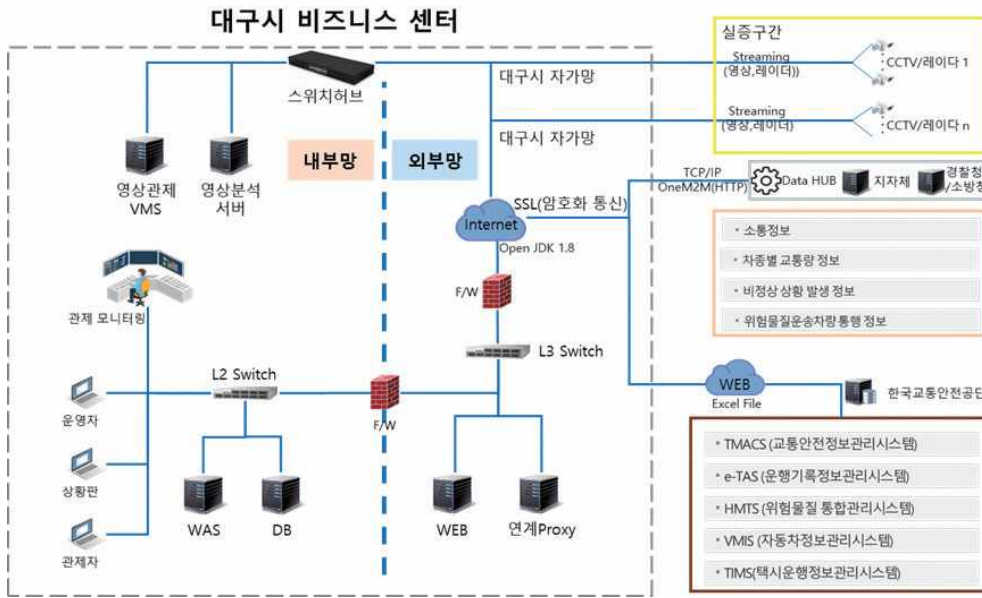 대구시 비즈니스 센터
스위치허브
영상관제
VMS
영상분석
서버
내부망
외부망
대구시 자가망
대구시 자가망
실증구간
Streaming
(영상,레이더))
CCTV/레이다 1
Streaming
(영상,레이더)
CCTV/레이다 n
TCP/IP
OneM2M(HTTP)
Data HUB
지자체
경찰청
/소방청
SSL(암호화 통신)
Internet
Open JDK 1.8
F/W
L3 Switch
관제 모니터링
L2 Switch
F/W
운영자
상황판
관제자
WAS
DB
WEB
연계Proxy
• 소통정보
• 차종별 교통량 정보
• 비정상 상황 발생 정보
• 위험물질운송차량 통행 정보
WEB
Excel File
한국교통안전공단
• TMACS (교통안전정보관리시스템)
• e-TAS (운행기록정보관리시스템)
• HMTS (위험물질 통합관리시스템)
• VMIS (자동차정보관리시스템)
• TIMS(택시운행정보관리시스템)